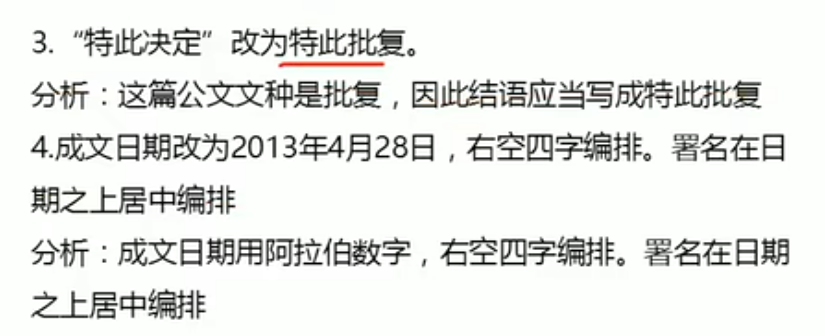 3. “特此决定”改为特此批复。
分析：这篇公文文种是批复，因此结语应当写成特此批复
4.成文日期改为2013年4月28日，右空四字编排。署名在日
期之上居中编排
分析：成文日期用阿拉伯数字，右空四字编排。署名在日期
之上居中编排